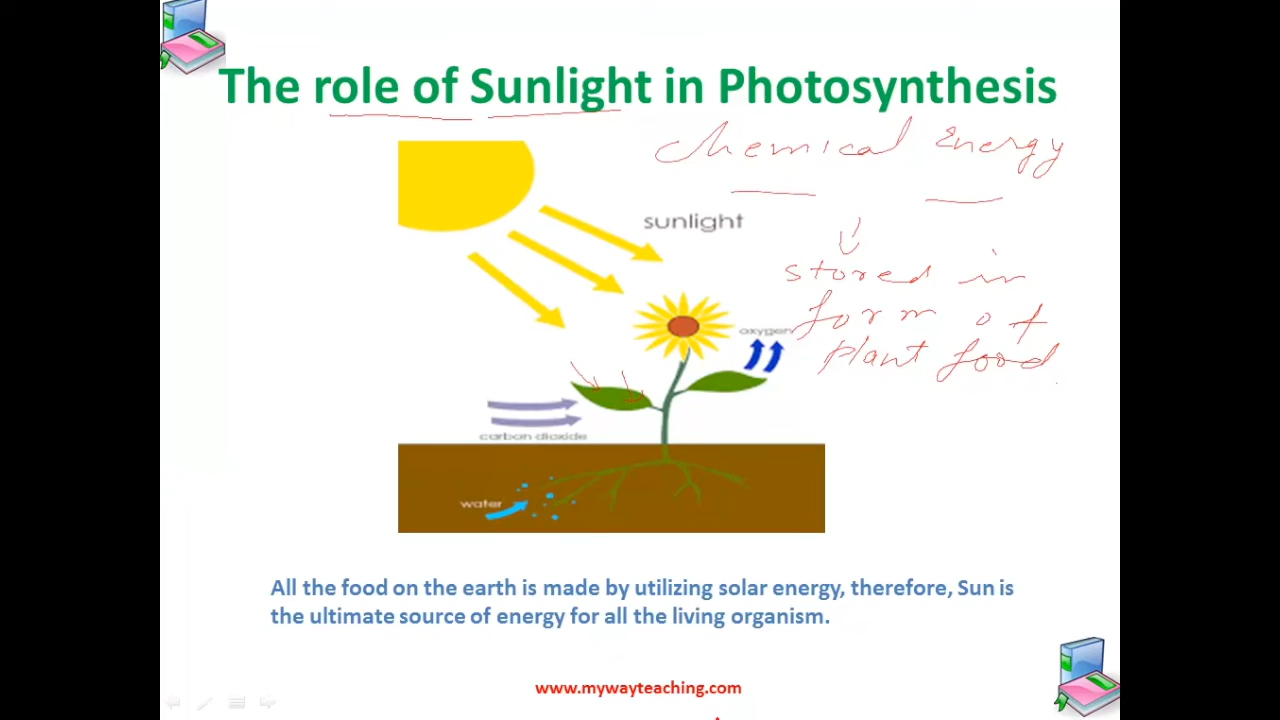 The role of Sunlight in Photosynthesis
chemical Energy
sunlight
stored in
form of
oxygen
plant food
carbon dioxide
water
All the food on the earth is made by utilizing solar energy, therefore, Sun is
the ultimate source of energy for all the living organism.
www.mywayteaching.com